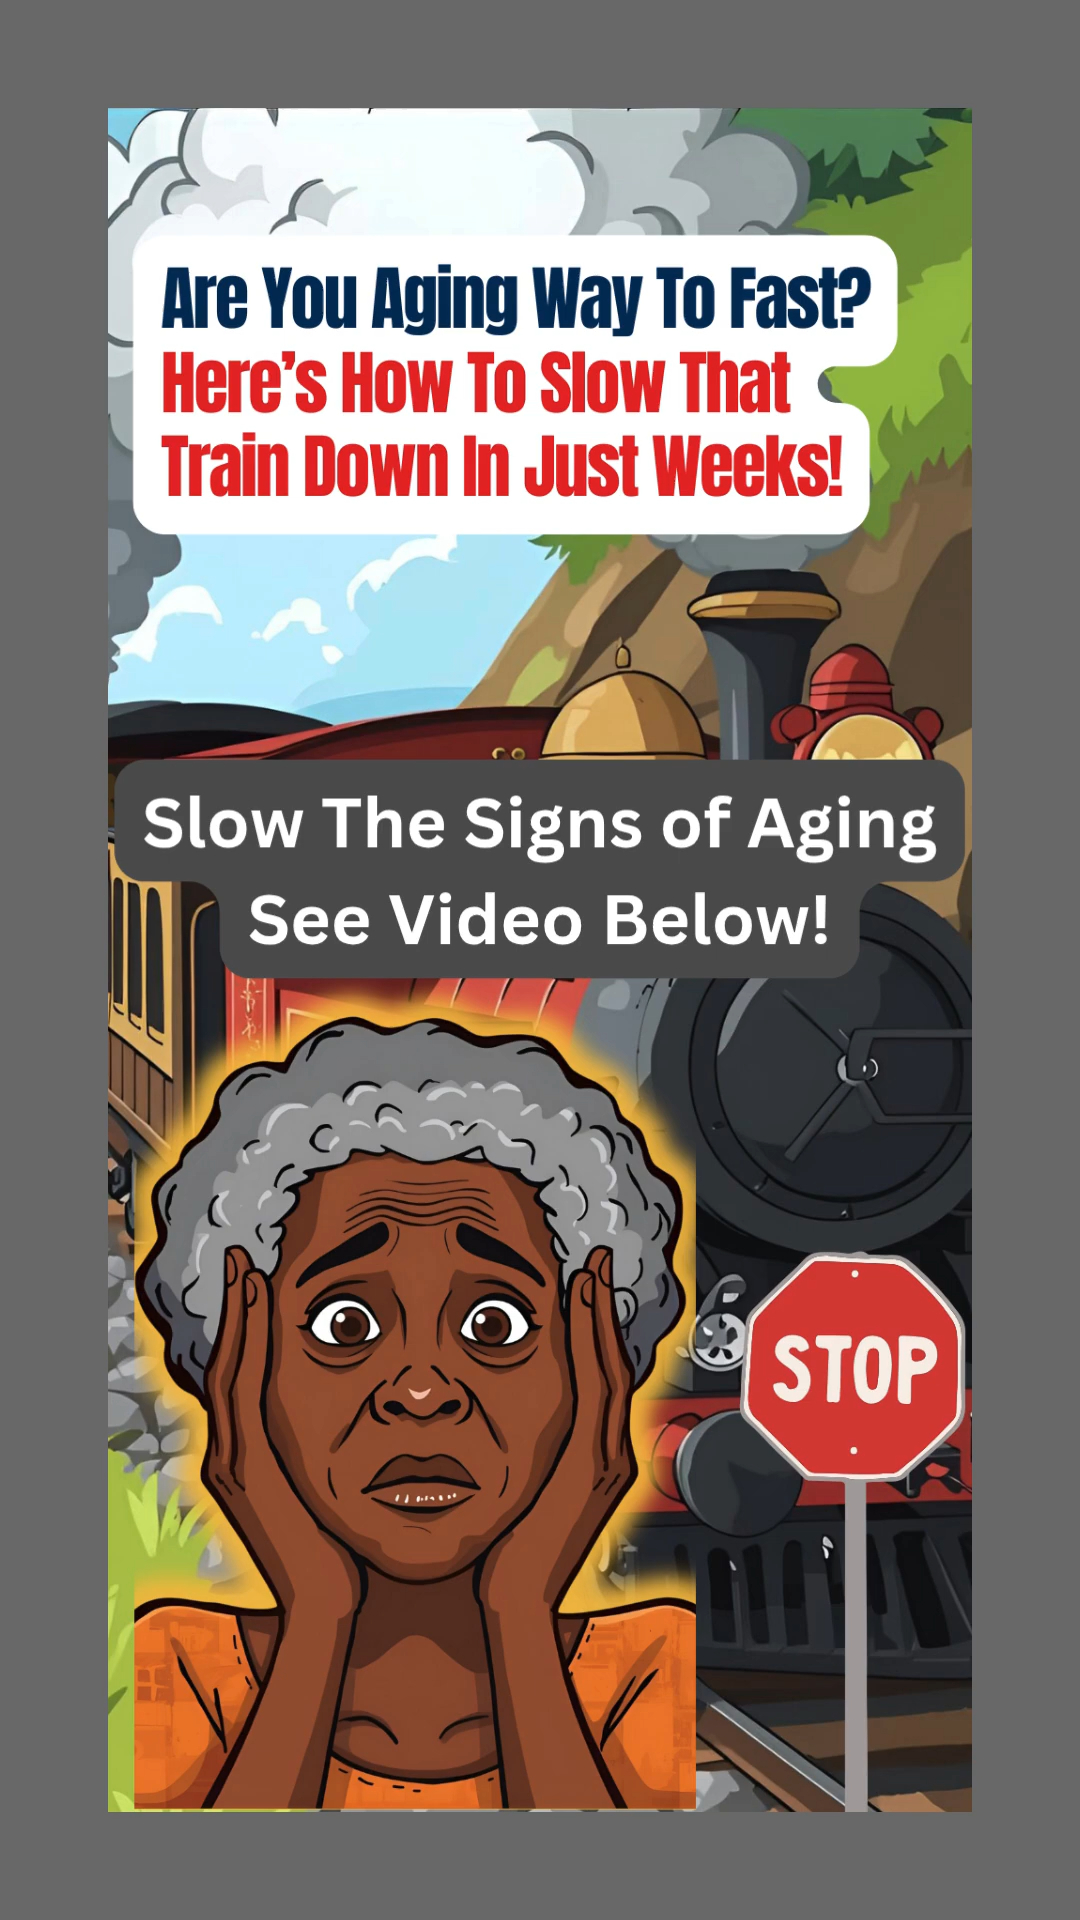 Are You Aging Way To Fast?
Here's How To Slow That
Train Down In Just Weeks!
Slow The Signs of Aging
See Video Below!
STOP